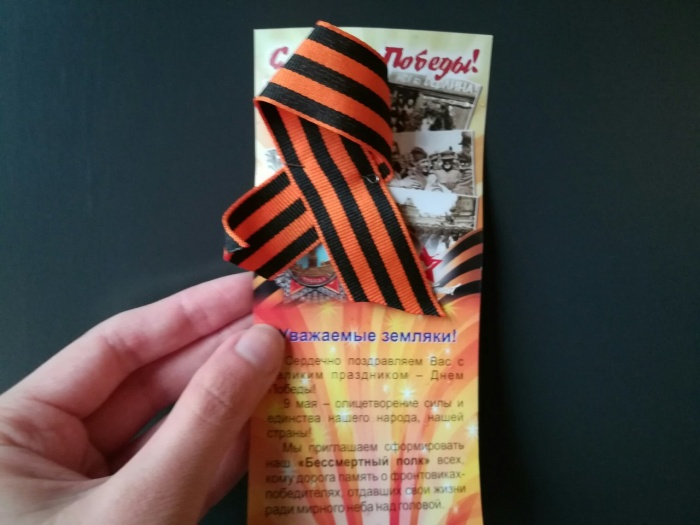 С Победы!
Уважаемые земляки!
Сердечно поздравляем Вас с
великим праздником – Днем
Победы!
9 мая – олицетворение силы и
единства нашего народа, нашей
страны!
Мы приглашаем сформировать
наш «Бессмертный полк» всех,
кому дорога память о фронтовиках-
победителях, отдавших свои жизни
ради мирного неба над головой.